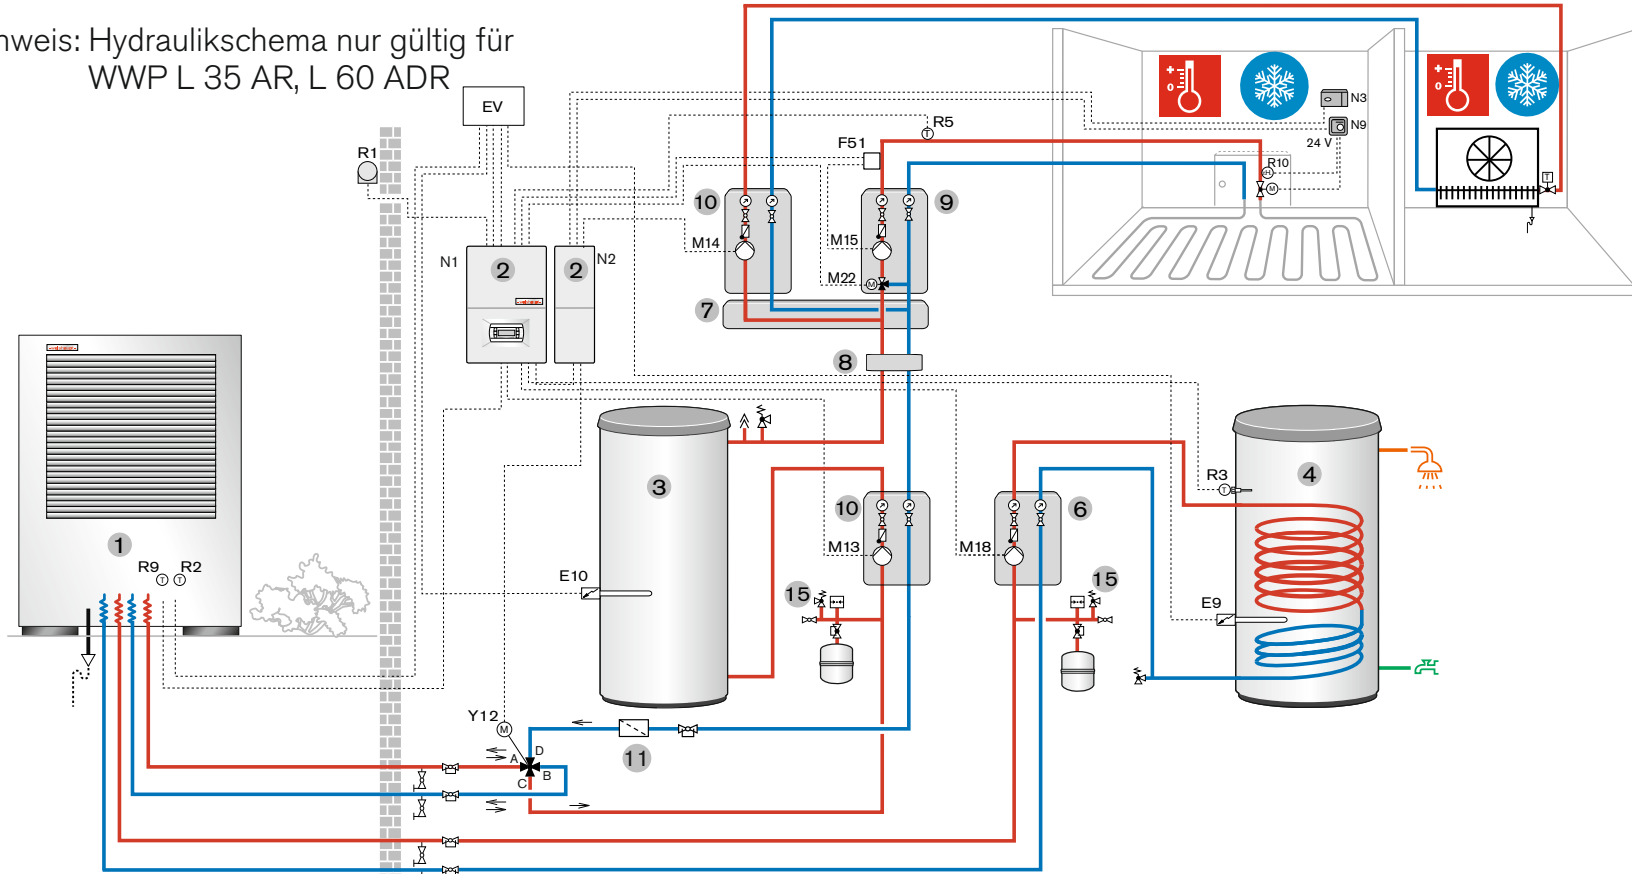 nweis: Hydraulikschema nur gültig für
WWP L 35 AR, L 60 ADR
EV
R1
N1
2
2
N2
F51
R5
T
10
9
M14
M15
M22
M
7
8
N3
N9
24 V
R10
H
M
+
0
+
0
T
1
R9
R2
T
T
3
4
R3
T
10
6
M13
M18
E10
E9
15
15
Y12
M
11
A
D
B
C